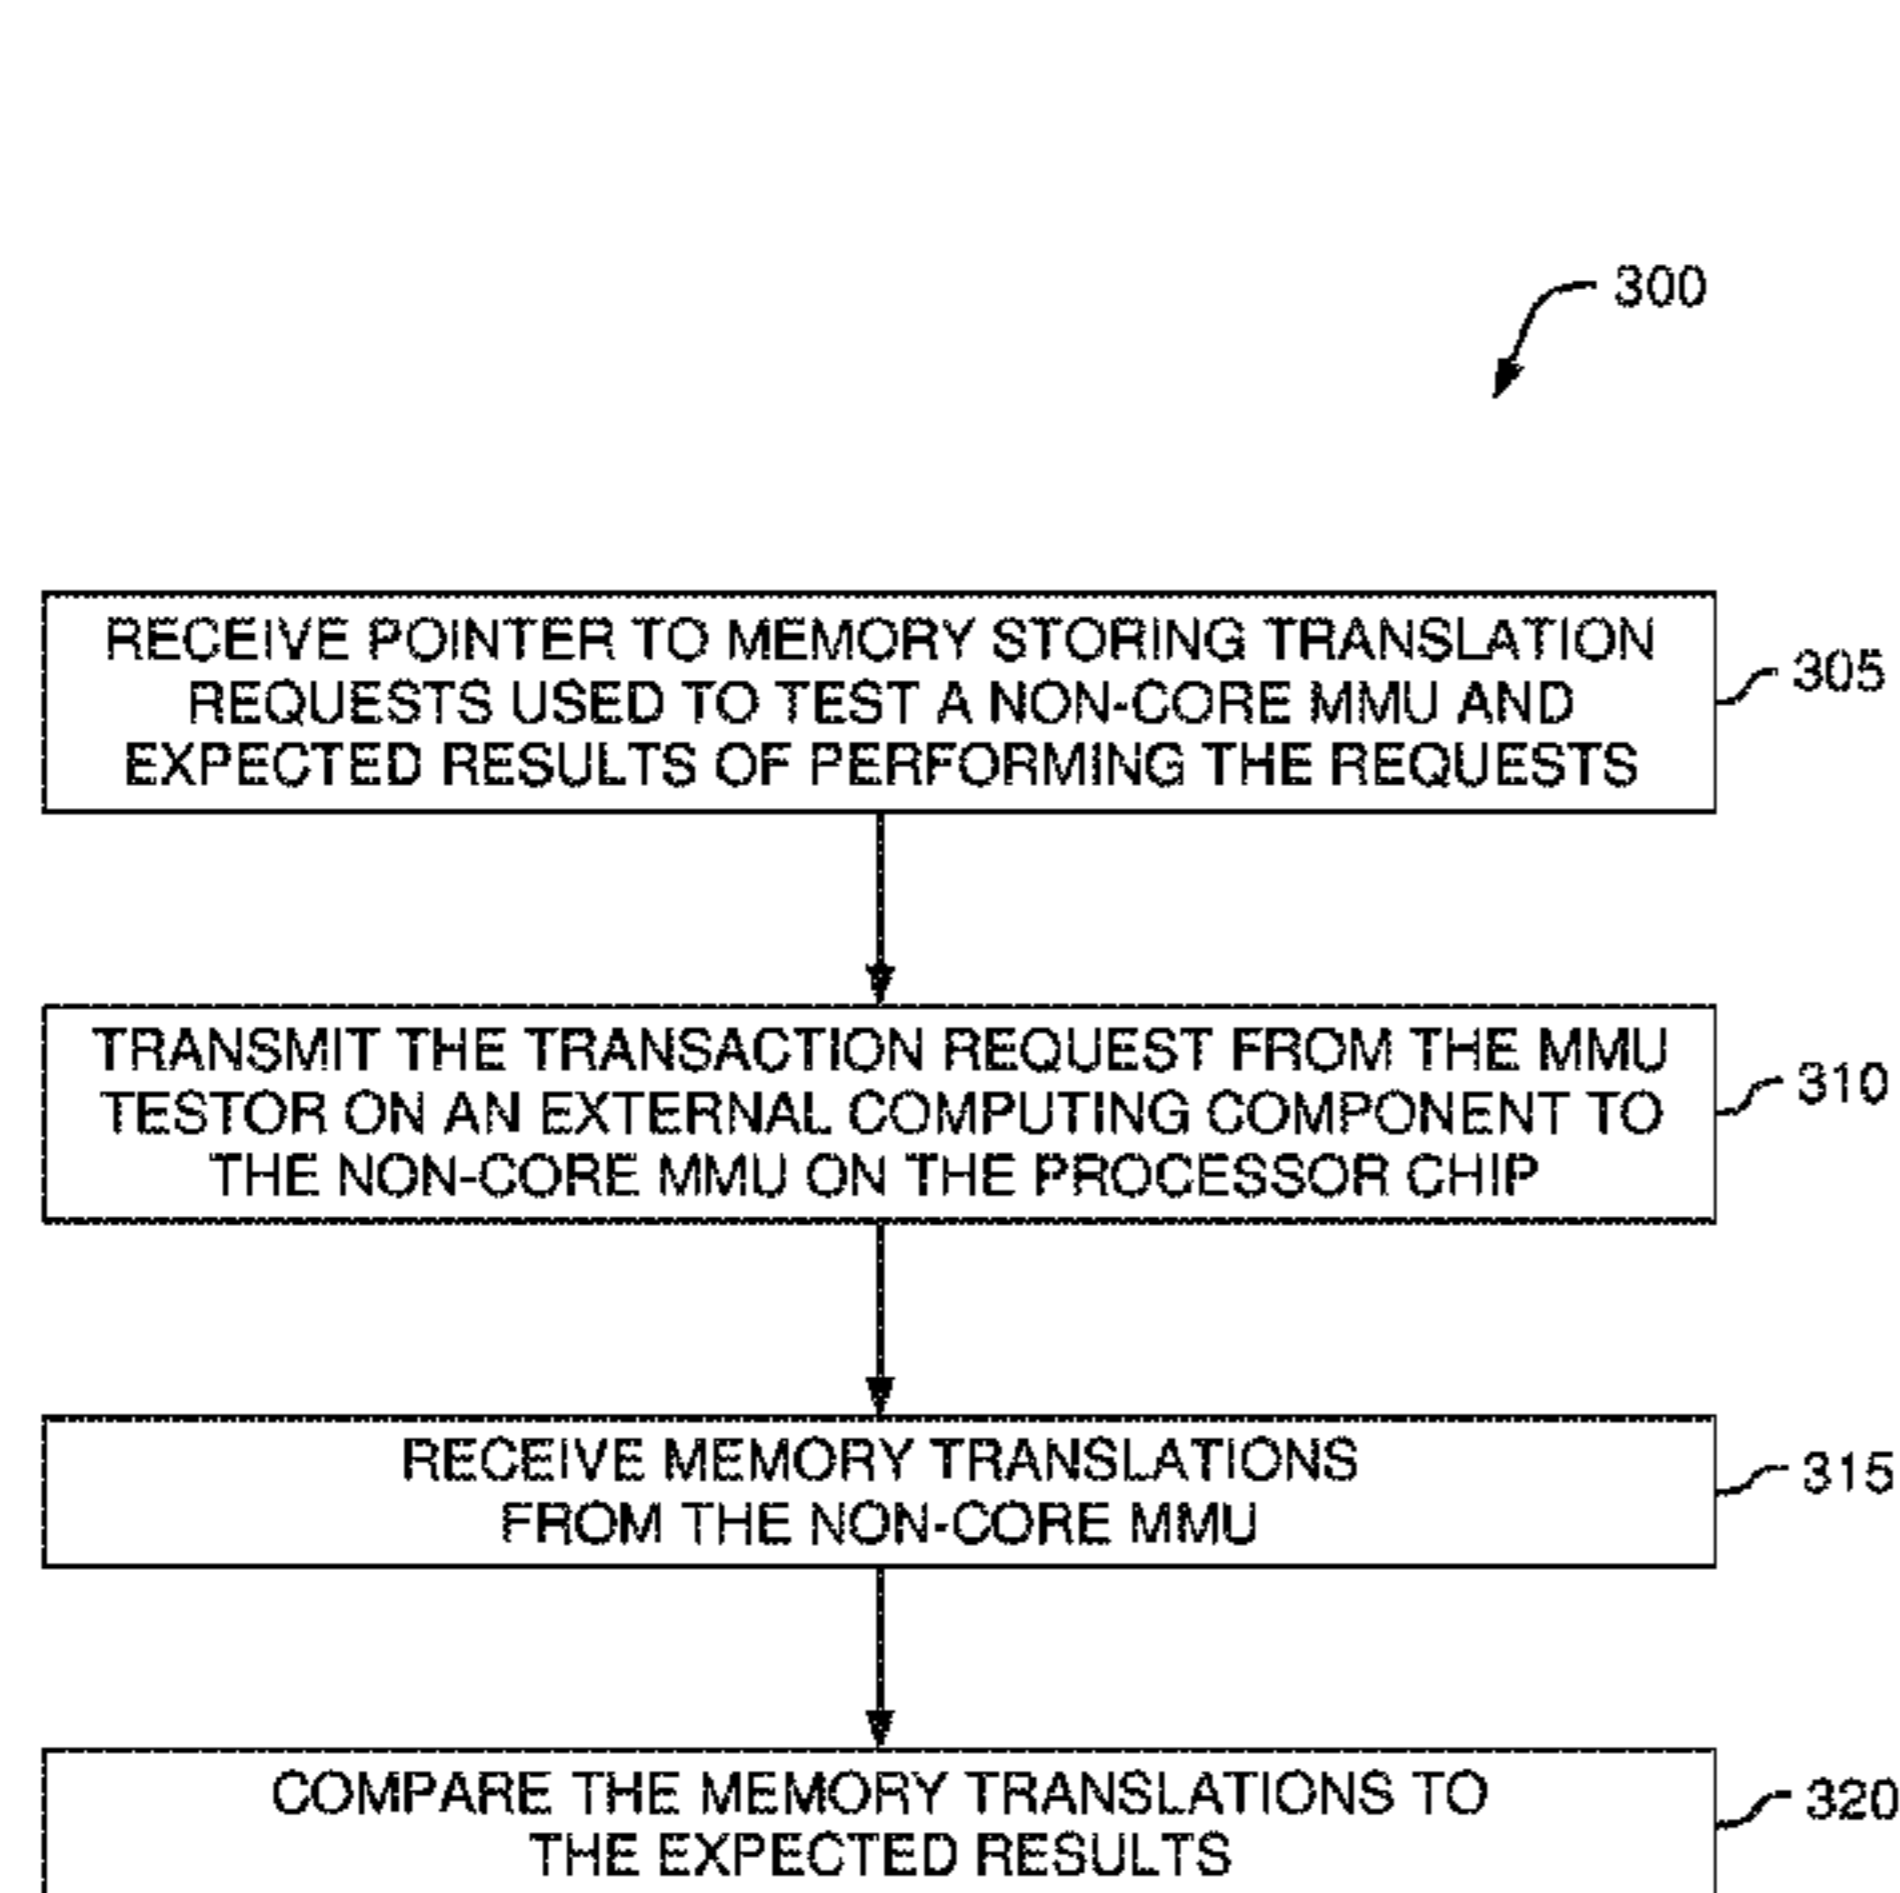 300
RECEIVE POINTER TO MEMORY STORING TRANSLATION
REQUESTS USED TO TEST A NON-CORE MMU AND
EXPECTED RESULTS OF PERFORMING THE REQUESTS
305
TRANSMIT THE TRANSACTION REQUEST FROM THE MMU
TESTOR ON AN EXTERNAL COMPUTING COMPONENT TO
THE NON-CORE MMU ON THE PROCESSOR CHIP
310
RECEIVE MEMORY TRANSLATIONS
FROM THE NON-CORE MMU
315
COMPARE THE MEMORY TRANSLATIONS TO
THE EXPECTED RESULTS
320